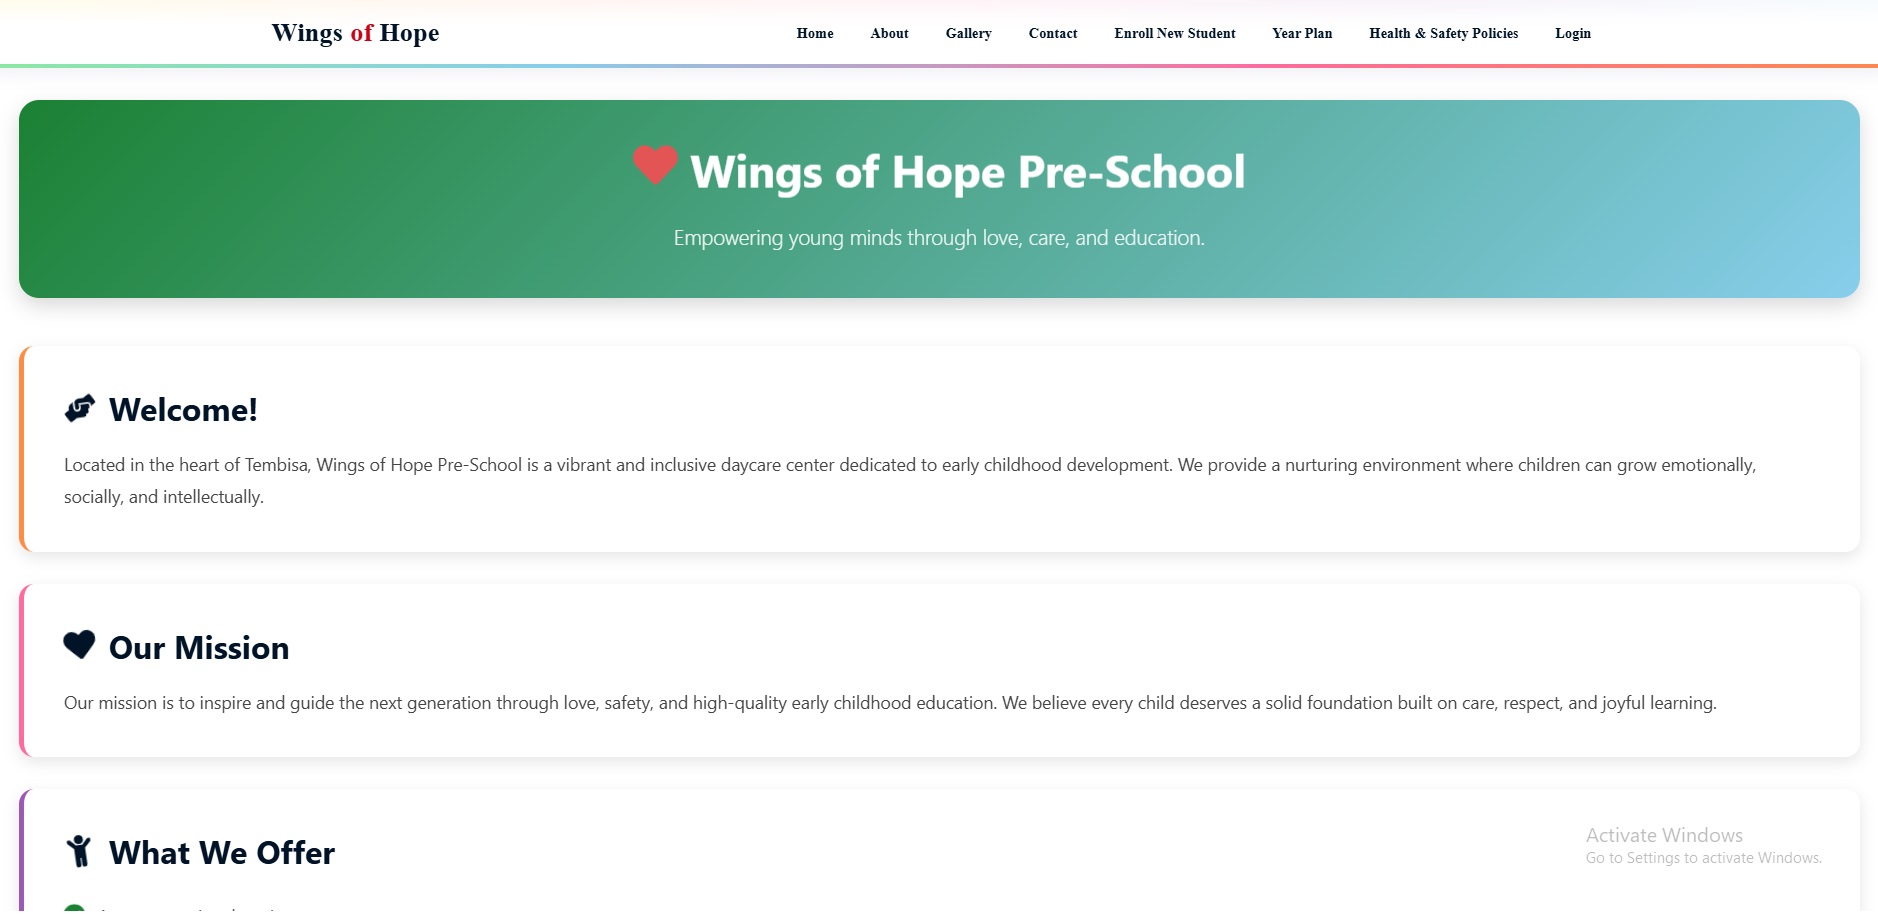 Wings of Hope
Home About Gallery Contact Enroll New Student Year Plan Health & Safety Policies Login
Wings of Hope Pre-School
Empowering young minds through love, care, and education.
Welcome!
Located in the heart of Tembisa, Wings of Hope Pre-School is a vibrant and inclusive daycare center dedicated to early childhood development. We provide a nurturing environment where children can grow emotionally,
socially, and intellectually.
Our Mission
Our mission is to inspire and guide the next generation through love, safety, and high-quality early childhood education. We believe every child deserves a solid foundation built on care, respect, and joyful learning.
What We Offer
Activate Windows
Go to Settings to activate Windows.